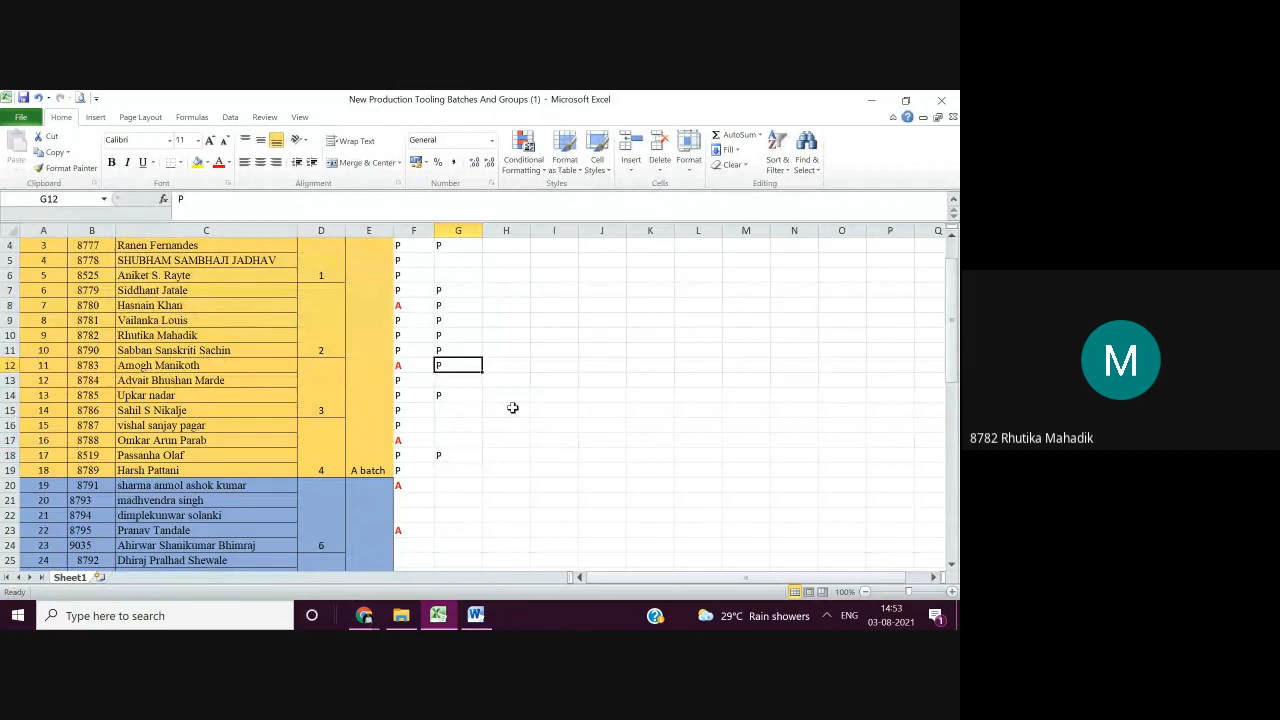 New Production Tooling Batches And Groups (1) - Microsoft Excel
File Home Insert Page Layout Formulas Data Review View
Cut
Copy
Format Painter
Paste
Clipboard
Calibri 11
B I U
Font
Wrap Text
Merge & Center
Alignment
General
Number
Conditional Formatting
Format as Table
Cell Styles
Styles
Insert Delete Format
Cells
AutoSum
Fill
Clear
Sort & Filter
Find & Select
Editing
G12 fx P
A B C D E F G H I J K L M N O P Q
4 3 8777 Ranen Fernandes P P
5 4 8778 SHUBHAM SAMBHAJI JADHAV P
6 5 8525 Aniket S. Rayte 1 P
7 6 8779 Siddhant Jatale P P
8 7 8780 Hasnain Khan A P
9 8 8781 Vailanka Louis P P
10 9 8782 Rhutika Mahadik P P
11 10 8790 Sabban Sanskriti Sachin 2 P P
12 11 8783 Amogh Manikoth A P
13 12 8784 Advait Bhushan Marde P
14 13 8785 Upkar nadar P P
15 14 8786 Sahil S Nikalje 3 P
16 15 8787 vishal sanjay pagar P
17 16 8788 Omkar Arun Parab A
18 17 8519 Passanha Olaf P P
19 18 8789 Harsh Pattani 4 A batch P
20 19 8791 sharma anmol ashok kumar A
21 20 8793 madhvendra singh
22 21 8794 dimplekunwar solanki
23 22 8795 Pranav Tandale A
24 23 9035 Ahirwar Shanikumar Bhimraj 6
25 24 8792 Dhiraj Pralhad Shewale
Sheet1
Ready 100%
Type here to search
29°C Rain showers ENG 14:53
03-08-2021
1
M
8782 Rhutika Mahadik